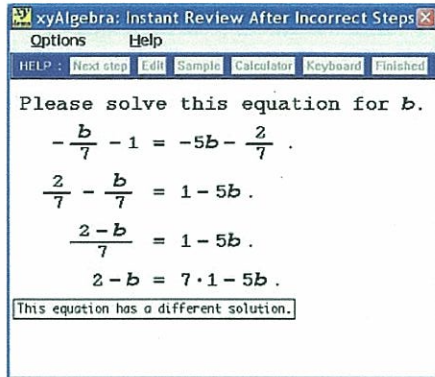 xyAlgebra: Instant Review After Incorrect Steps
Options Help
HELP : Next step Edit Sample Calculator Keyboard Finished
Please solve this equation for b.
-b/7 - 1 = -5b - 2/7 .
2/7 - b/7 = 1 - 5b .
(2 - b)/7 = 1 - 5b .
2 - b = 7 · 1 - 5b .
This equation has a different solution.